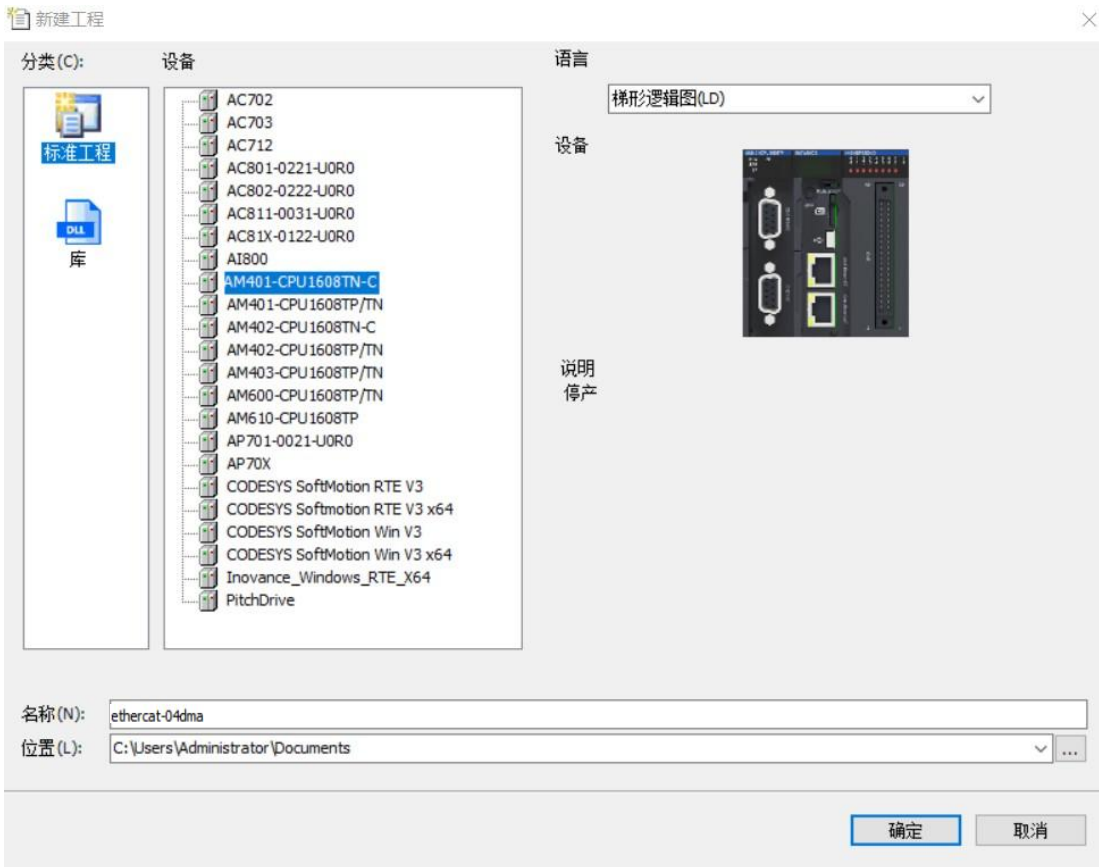 新建工程
分类(C):
标准工程
DLL
库
设备
AC702
AC703
AC712
AC801-0221-U0R0
AC802-0222-U0R0
AC811-0031-U0R0
AC81X-0122-U0R0
AI800
AM401-CPU1608TN-C
AM401-CPU1608TP/TN
AM402-CPU1608TN-C
AM402-CPU1608TP/TN
AM403-CPU1608TP/TN
AM600-CPU1608TP/TN
AM610-CPU1608TP
AP701-0021-U0R0
AP70X
CODESYS SoftMotion RTE V3
CODESYS Softmotion RTE V3 x64
CODESYS SoftMotion Win V3
CODESYS SoftMotion Win V3 x64
Inovance_Windows_RTE_X64
PitchDrive
语言
梯形逻辑图(LD)
设备
说明
停产
名称(N): ethercat-04dma
位置(L): C:\Users\Administrator\Documents
...
确定 取消